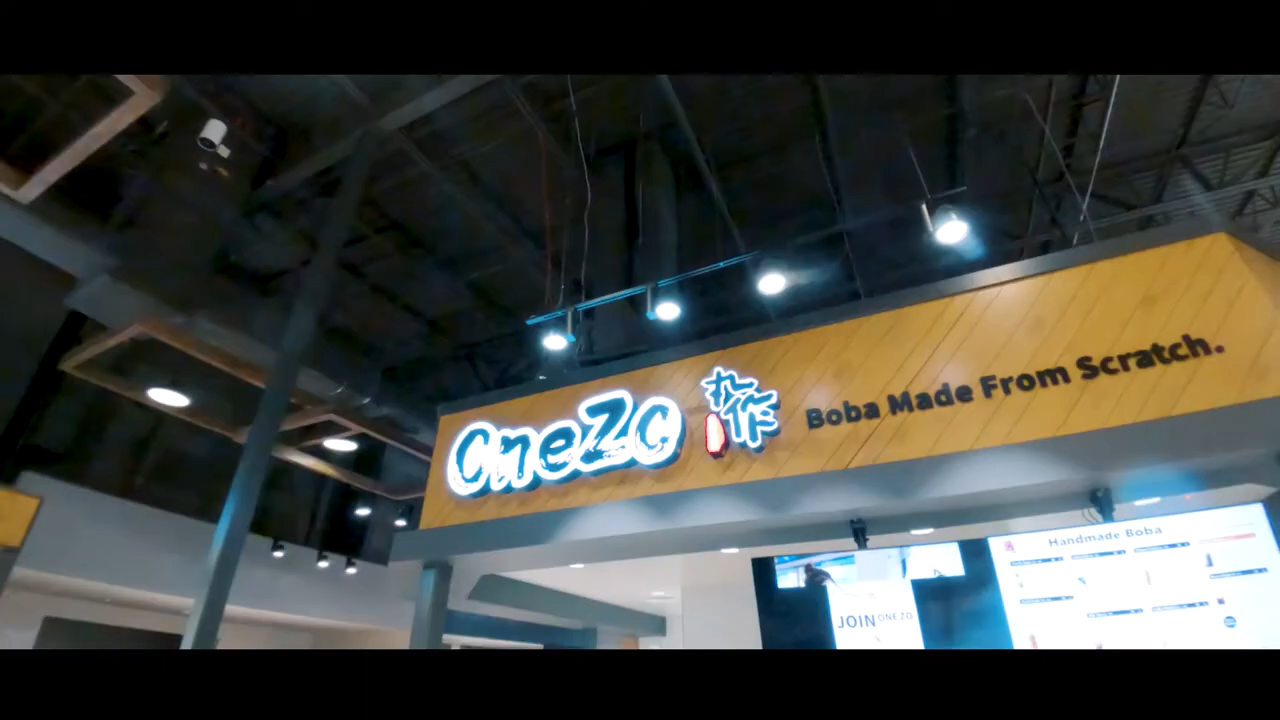 OneZo
丸作
Boba Made From Scratch.
Handmade Boba
JOIN ONE ZO